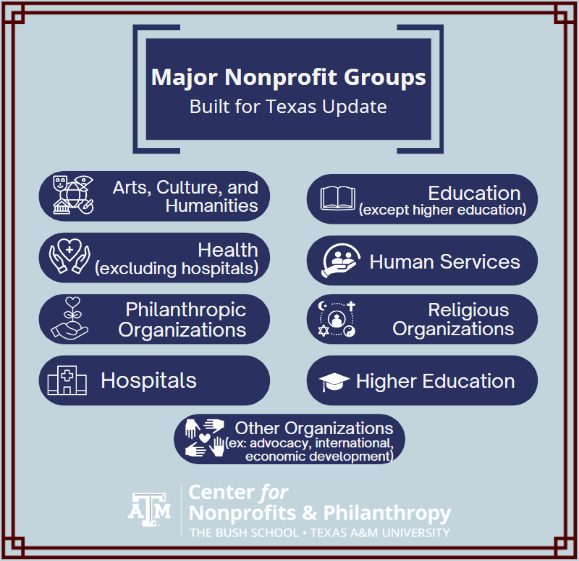 Major Nonprofit Groups
Built for Texas Update
Arts, Culture, and
Humanities
Education
(except higher education)
Health
(excluding hospitals)
Human Services
Philanthropic
Organizations
Religious
Organizations
Hospitals
Higher Education
Other Organizations
(ex: advocacy, international,
economic development)
ATM
Center for
Nonprofits & Philanthropy
THE BUSH SCHOOL • TEXAS A&M UNIVERSITY